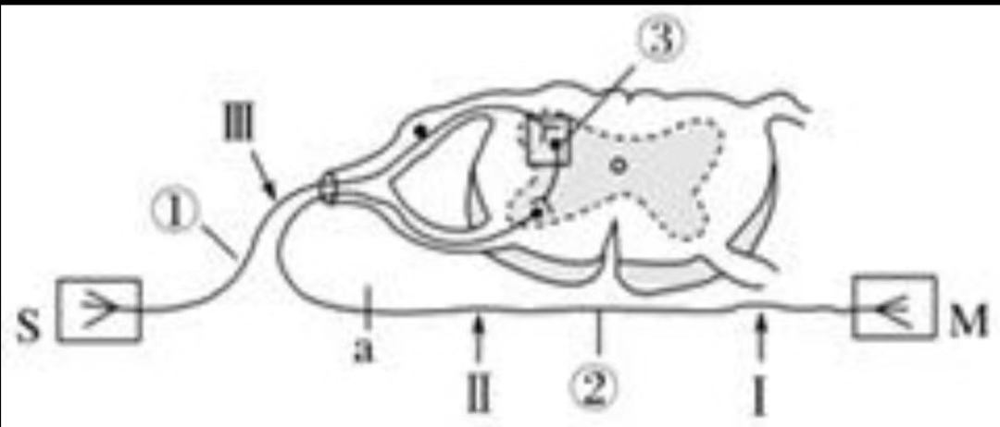 ③
Ⅲ
①
S
a
Ⅱ
②
Ⅰ
M